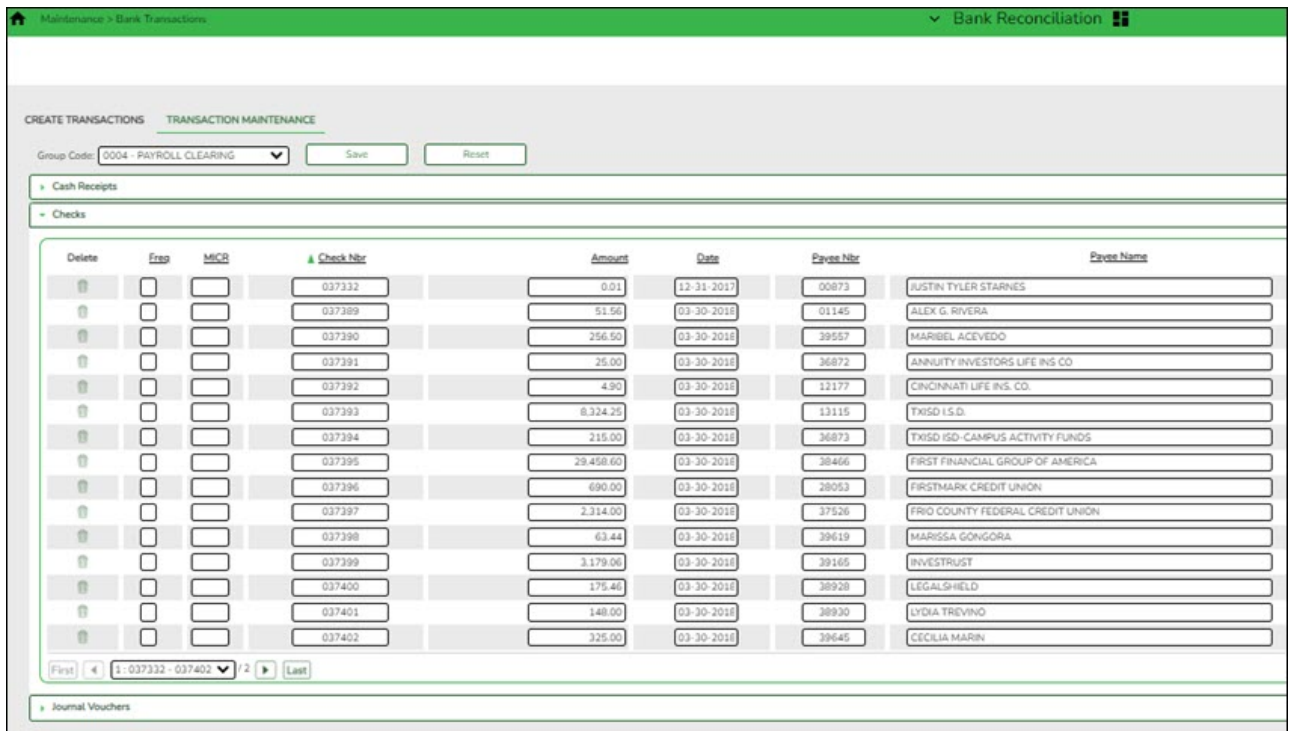 Maintenance > Bank Transactions Bank Reconciliation
CREATE TRANSACTIONS TRANSACTION MAINTENANCE
Group Code: 0004 - PAYROLL CLEARING Save Reset
Cash Receipts
Checks
Delete Freq MICR Check Nbr Amount Date Payee Nbr Payee Name
037332 0.01 12-31-2017 00873 JUSTIN TYLER STARNES
037389 51.56 03-30-2018 01145 ALEX G. RIVERA
037390 256.50 03-30-2018 39557 MARIBEL ACEVEDO
037391 25.00 03-30-2018 36872 ANNUITY INVESTORS LIFE INS CO
037392 4.90 03-30-2018 12177 CINCINNATI LIFE INS. CO.
037393 8,324.25 03-30-2018 13115 TXISD I.S.D.
037394 215.00 03-30-2018 36873 TXISD ISD-CAMPUS ACTIVITY FUNDS
037395 29,458.60 03-30-2018 38466 FIRST FINANCIAL GROUP OF AMERICA
037396 690.00 03-30-2018 28053 FIRSTMARK CREDIT UNION
037397 2,314.00 03-30-2018 37526 FRIO COUNTY FEDERAL CREDIT UNION
037398 63.44 03-30-2018 39619 MARISSA GONGORA
037399 3,179.06 03-30-2018 39165 INVESTRUST
037400 175.46 03-30-2018 38928 LEGALSHIELD
037401 148.00 03-30-2018 38930 LYDIA TREVINO
037402 325.00 03-30-2018 39645 CECILIA MARIN
First 1 : 037332 - 037402 / 2 Last
Journal Vouchers